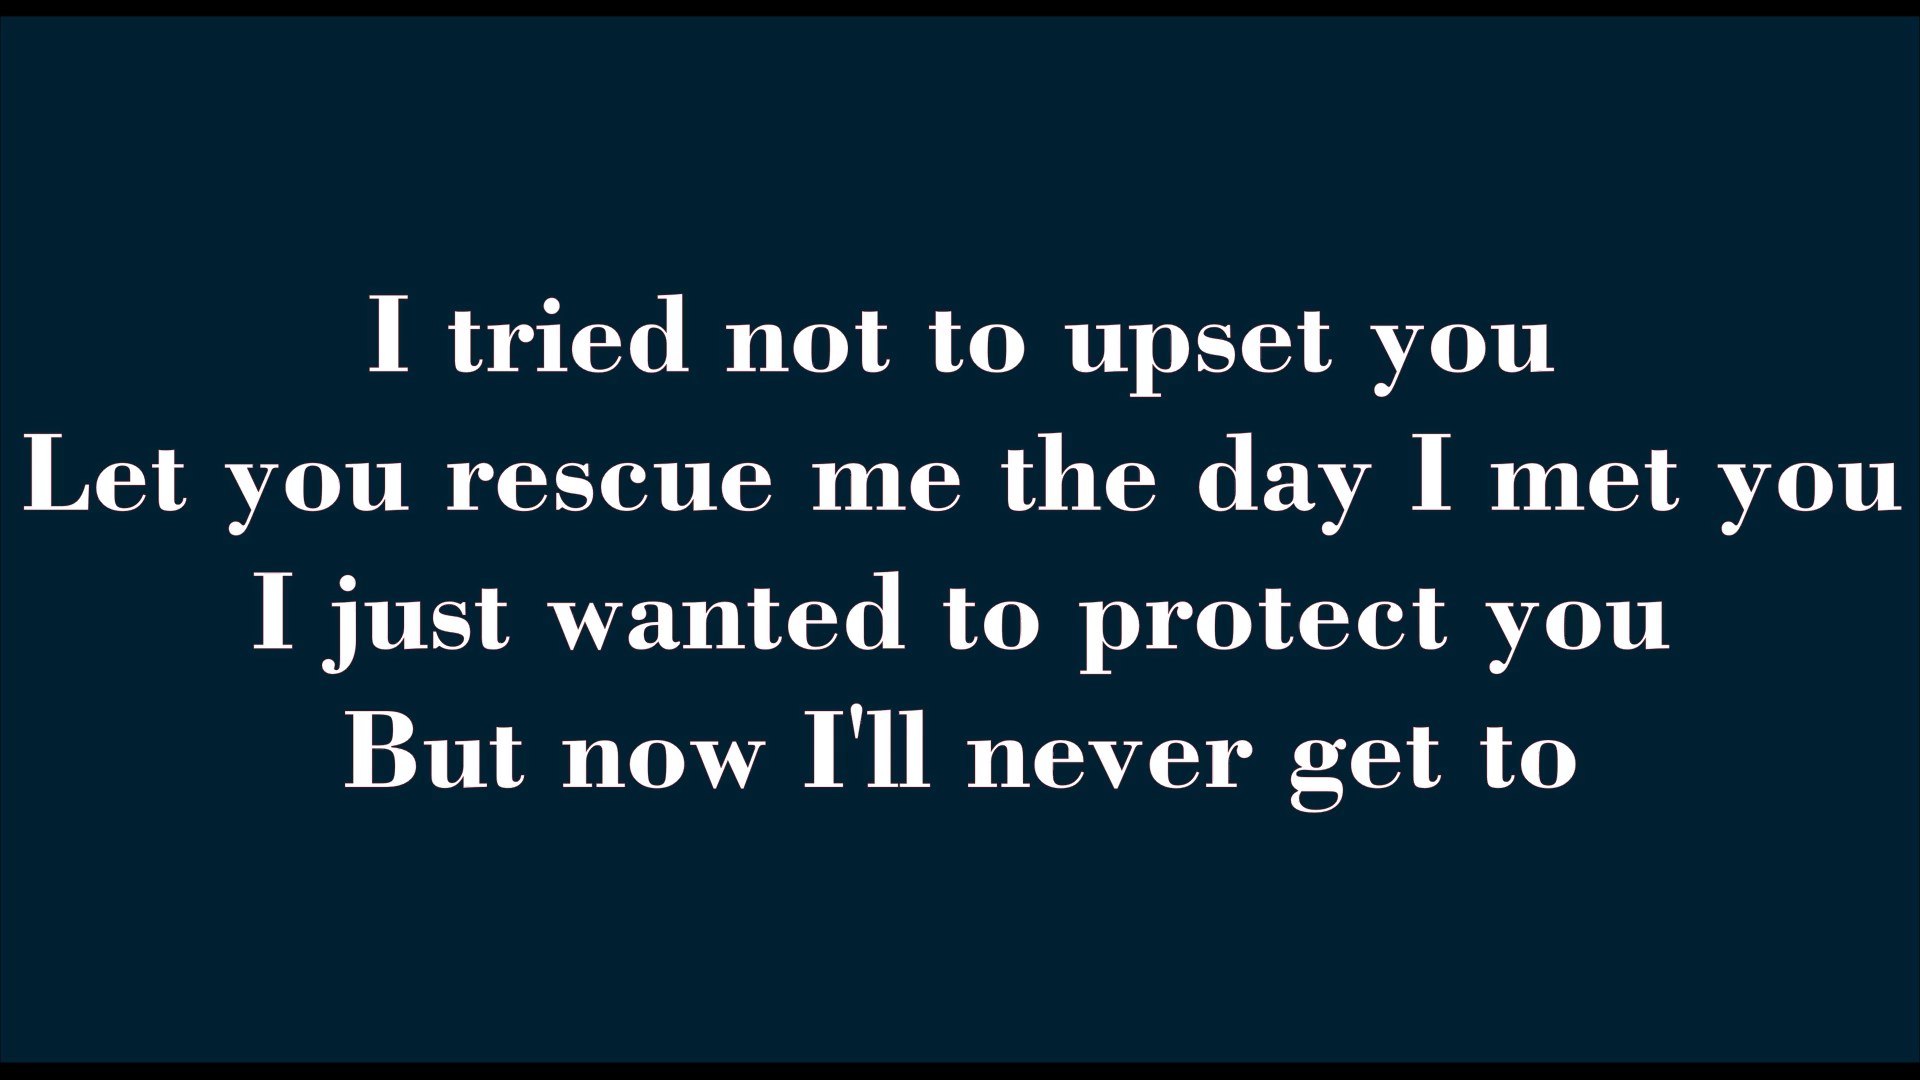 I tried not to upset you
Let you rescue me the day I met you
I just wanted to protect you
But now I'll never get to